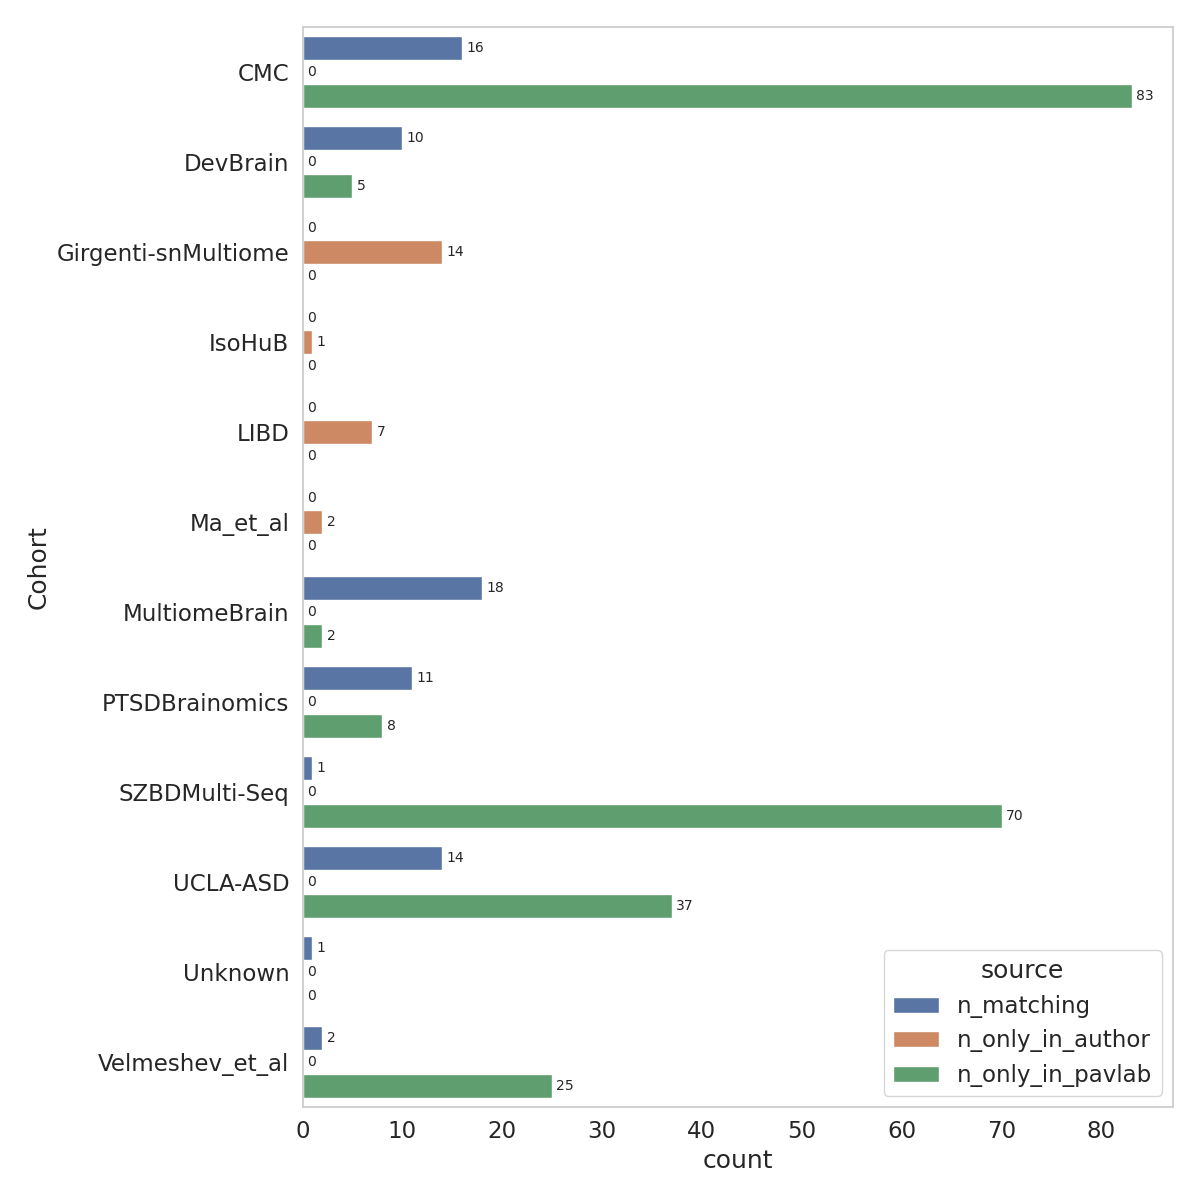 CMC
16
0
83
DevBrain
10
0
5
Girgenti-snMultiome
0
14
0
IsoHuB
0
1
0
LIBD
0
7
0
Ma_et_al
0
2
0
MultiomeBrain
18
0
2
PTSDBrainomics
11
0
8
SZBDMulti-Seq
1
0
70
UCLA-ASD
14
0
37
Unknown
1
0
0
Velmeshev_et_al
2
0
25
Cohort
0 10 20 30 40 50 60 70 80
count
source
n_matching
n_only_in_author
n_only_in_pavlab